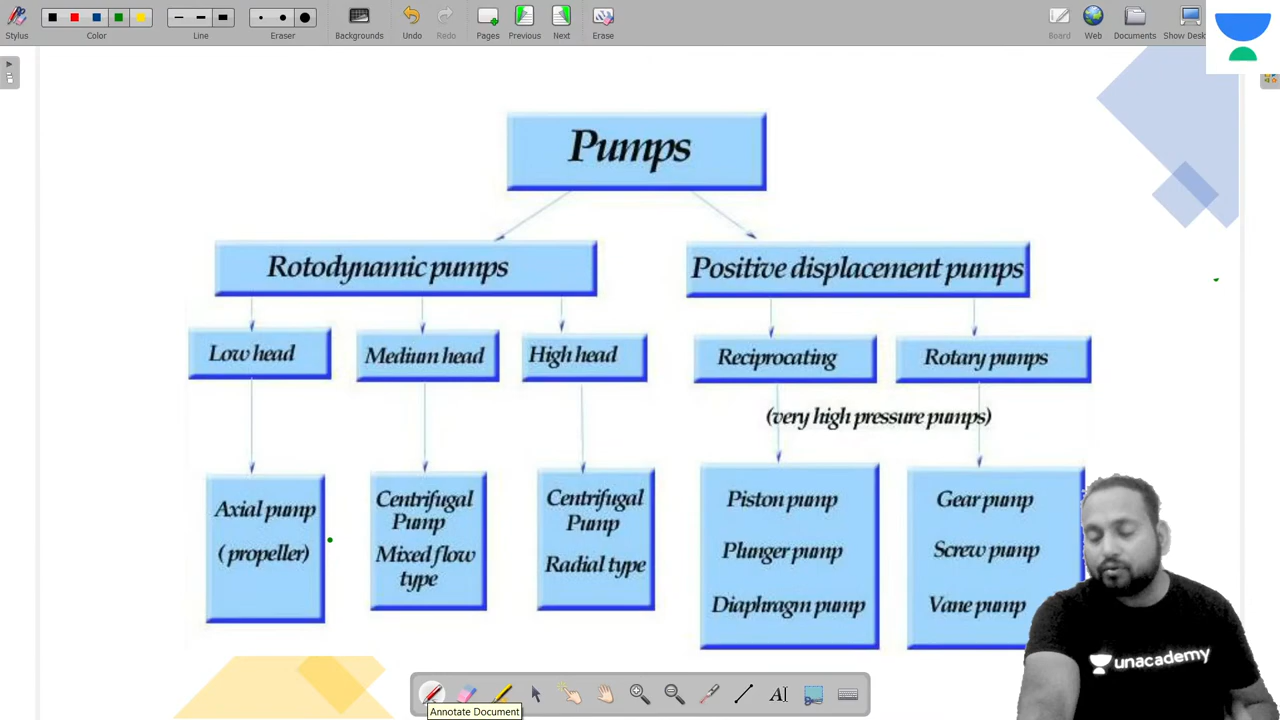 Stylus
Color
Line
Eraser
Backgrounds
Undo
Redo
Pages
Previous
Next
Erase
Board
Web
Documents
Show Desk
Pumps
Rotodynamic pumps
Positive displacement pumps
Low head
Medium head
High head
Reciprocating
Rotary pumps
(very high pressure pumps)
Axial pump
(propeller)
Centrifugal
Pump
Mixed flow
type
Centrifugal
Pump
Radial type
Piston pump
Plunger pump
Diaphragm pump
Gear pump
Screw pump
Vane pump
unacademy
AI
Annotate Document